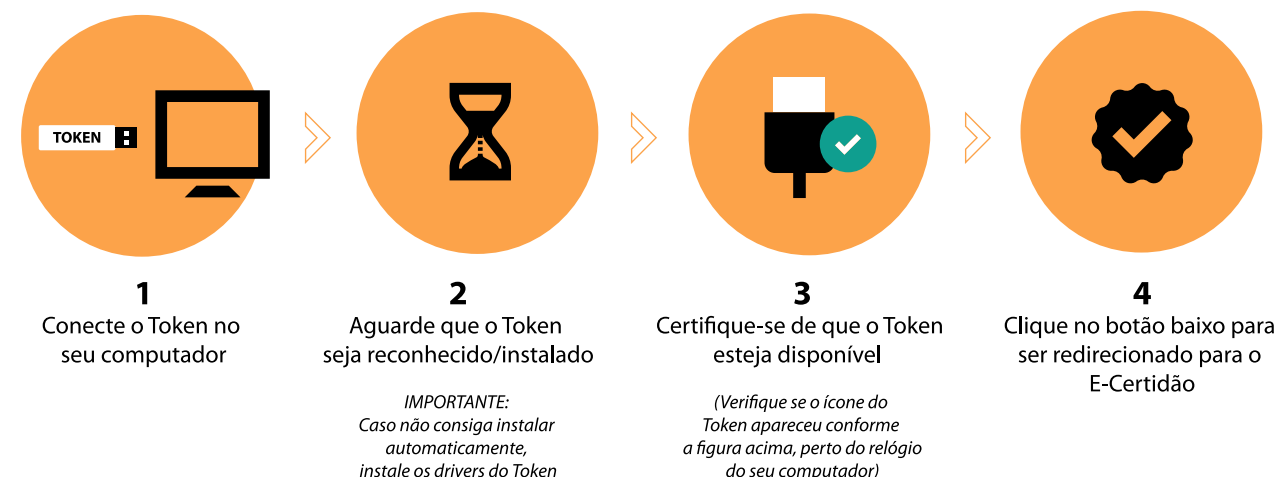 TOKEN
1
Conecte o Token no
seu computador
2
Aguarde que o Token
seja reconhecido/instalado
IMPORTANTE:
Caso não consiga instalar
automaticamente,
instale os drivers do Token
3
Certifique-se de que o Token
esteja disponível
(Verifique se o ícone do
Token apareceu conforme
a figura acima, perto do relógio
do seu computador)
4
Clique no botão baixo para
ser redirecionado para o
E-Certidão